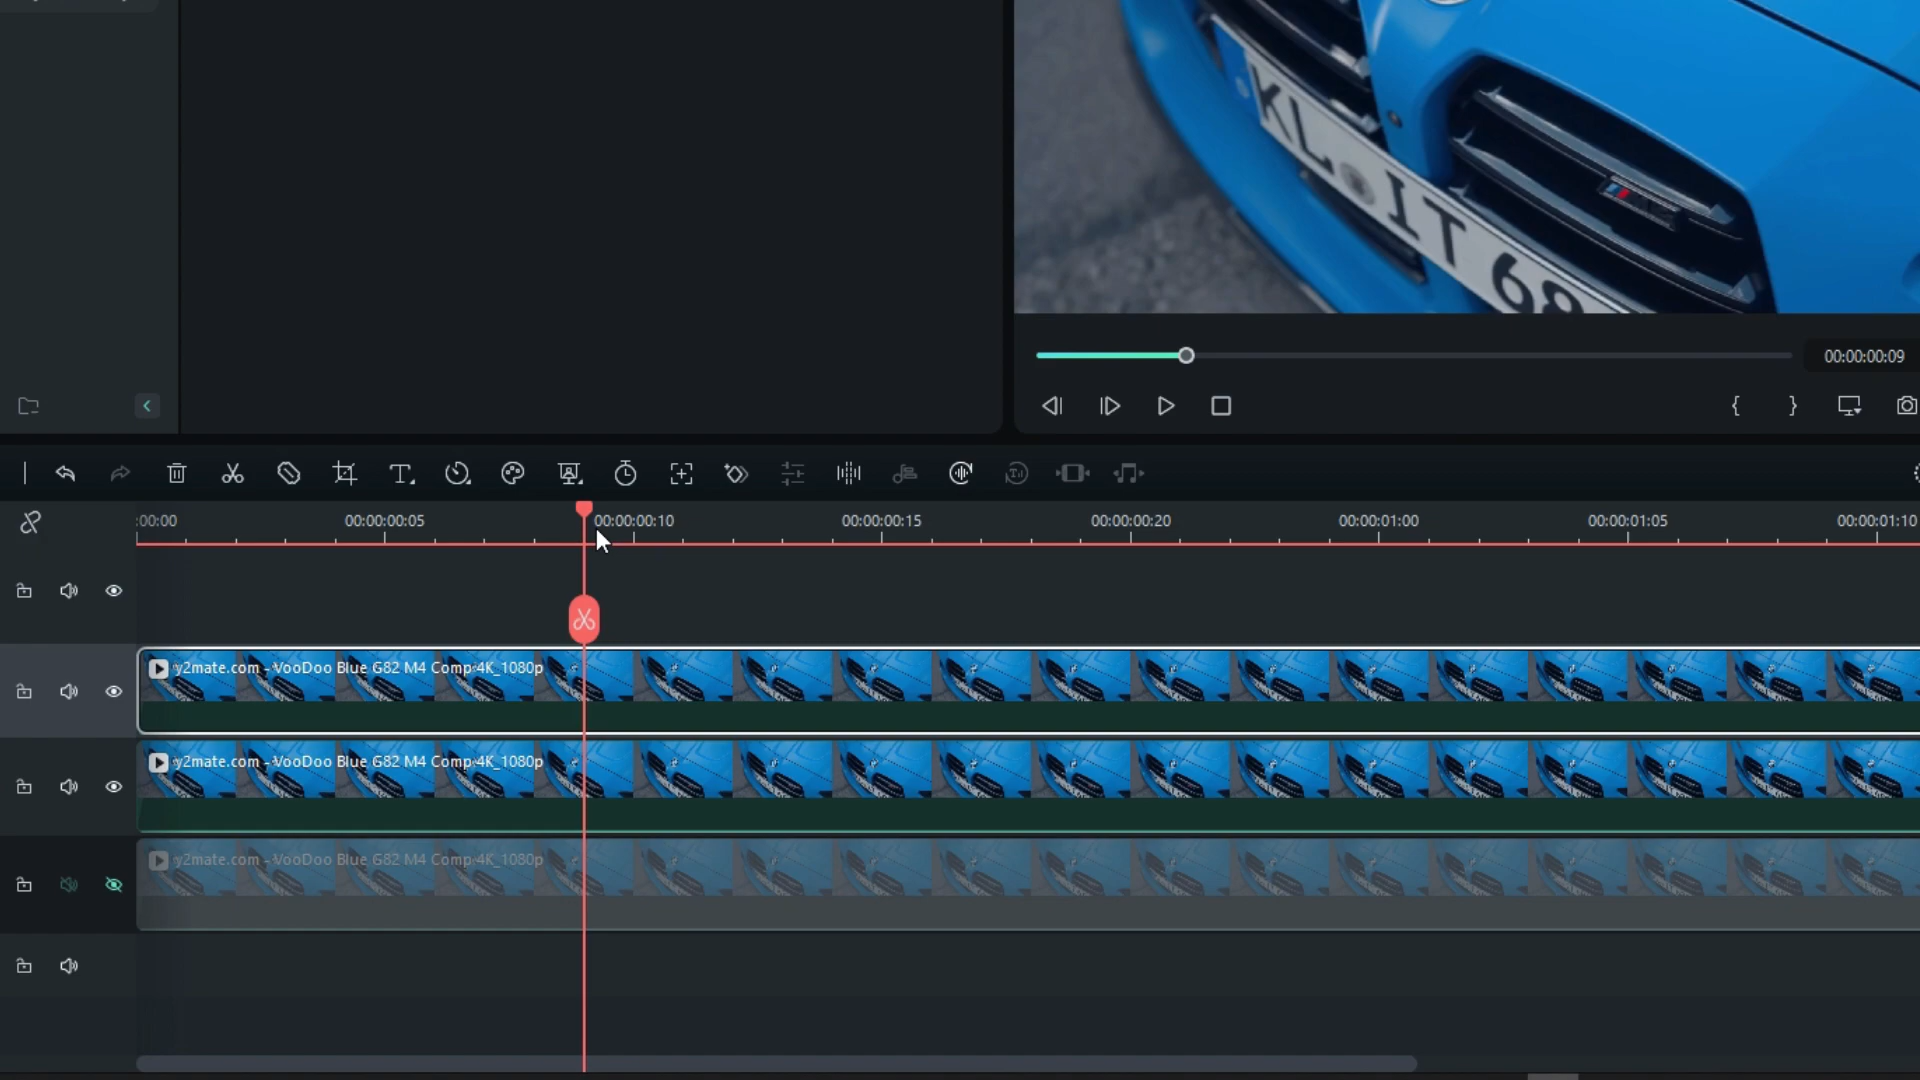 KL IT 68
00:00:00:09
{ }
:00:00 00:00:00:05 00:00:00:10 00:00:00:15 00:00:00:20 00:00:01:00 00:00:01:05 00:00:01:10
y2mate.com - VooDoo Blue G82 M4 Comp 4K_1080p
y2mate.com - VooDoo Blue G82 M4 Comp 4K_1080p
y2mate.com - VooDoo Blue G82 M4 Comp 4K_1080p